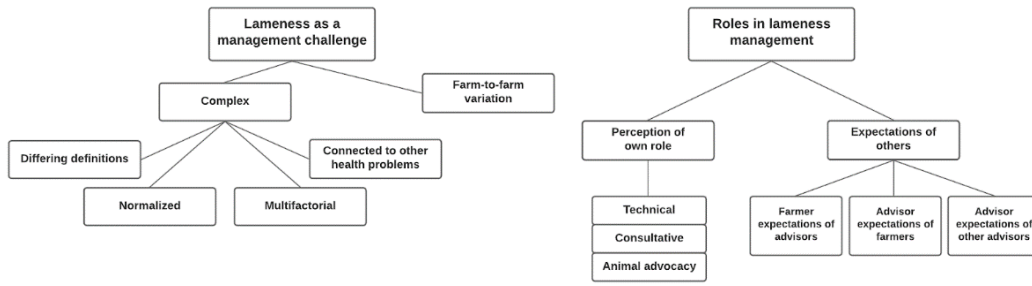 Lameness as a
management challenge
Complex
Farm-to-farm
variation
Differing definitions
Normalized
Multifactorial
Connected to other
health problems
Roles in lameness
management
Perception of
own role
Expectations of
others
Technical
Consultative
Animal advocacy
Farmer
expectations of
advisors
Advisor
expectations of
farmers
Advisor
expectations of
other advisors